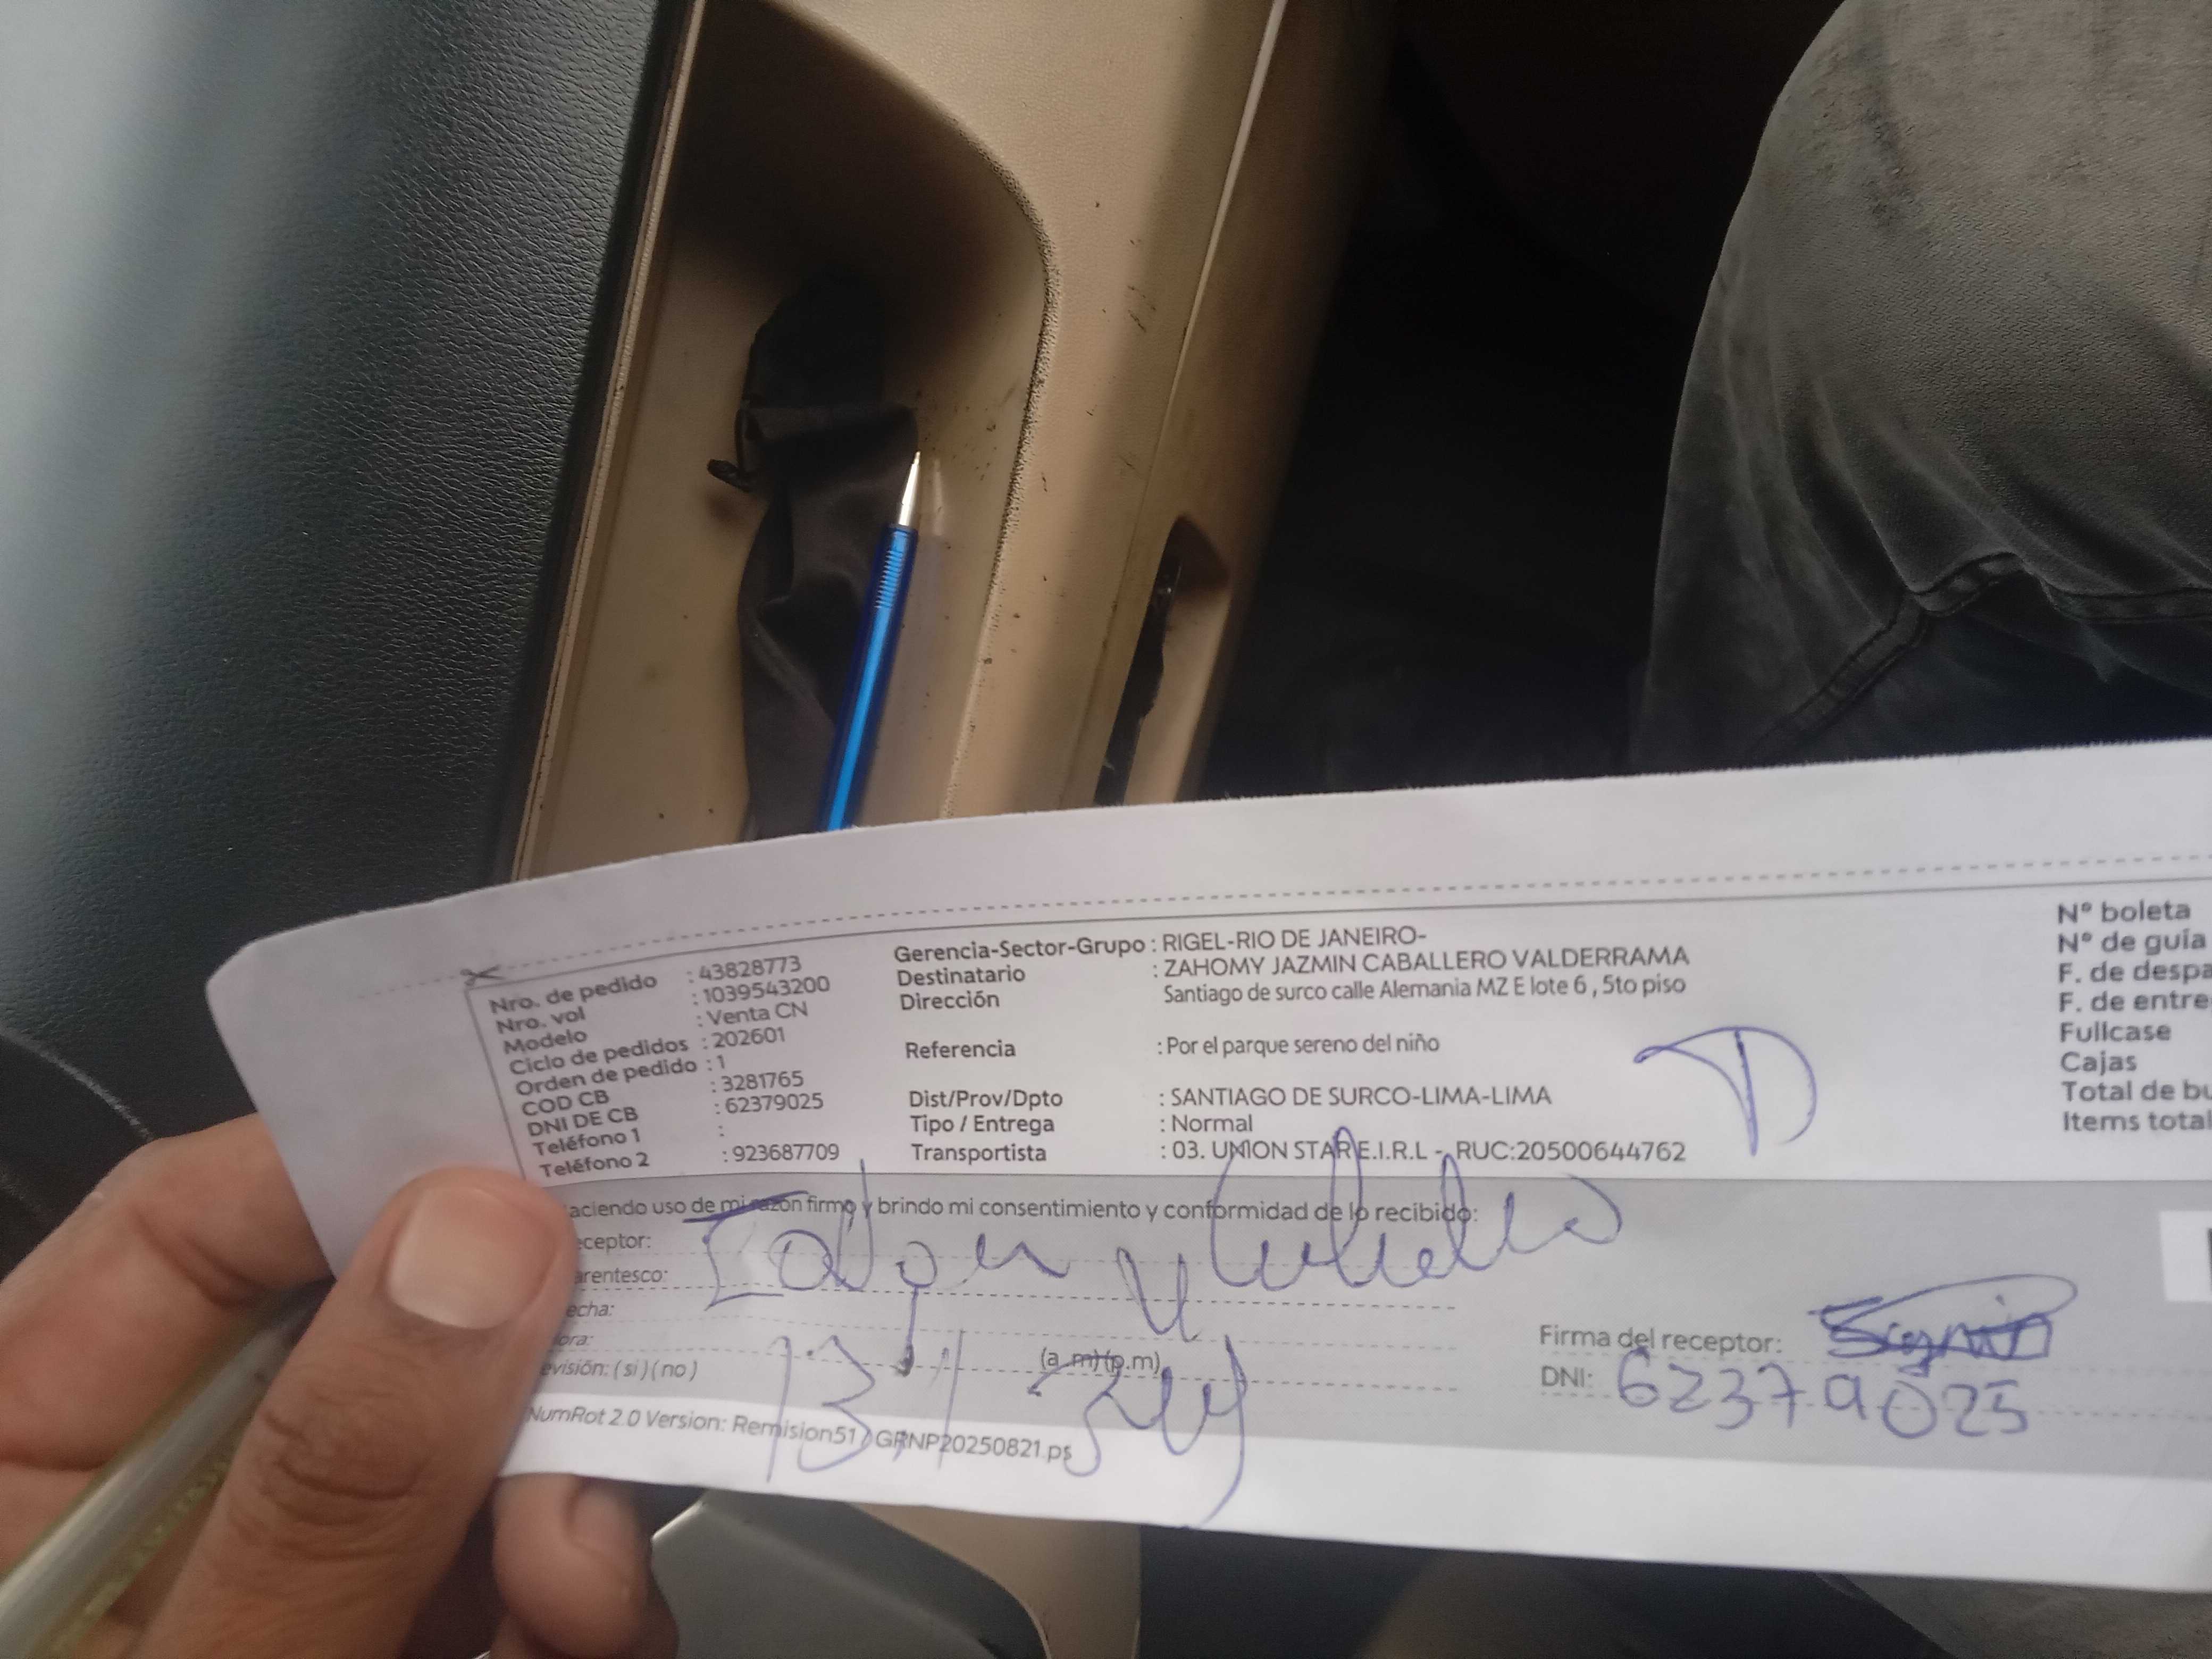 Nro. de pedido : 43828773
Nro. vol : 1039543200
Modelo : Venta CN
Ciclo de pedidos : 202601
Orden de pedido : 1
COD CB : 3281765
DNI DE CB : 62379025
Teléfono 1 :
Teléfono 2 : 923687709
Gerencia-Sector-Grupo : RIGEL-RIO DE JANEIRO-
Destinatario : ZAHOMY JAZMIN CABALLERO VALDERRAMA
Dirección Santiago de surco calle Alemania MZ E lote 6 , 5to piso
Referencia : Por el parque sereno del niño
Dist/Prov/Dpto : SANTIAGO DE SURCO-LIMA-LIMA
Tipo / Entrega : Normal
Transportista : 03. UNION STAR E.I.R.L - RUC:20500644762
N° boleta
N° de guía
F. de despa
F. de entre
Fullcase
Cajas
Total de bu
Items total
aciendo uso de mi razón firmo y brindo mi consentimiento y conformidad de lo recibido:
eceptor:
arentesco:
echa:
ora: (a.m)(p.m)
evisión: ( si ) ( no )
Firma del receptor:
DNI: 62379025
NumRot 2.0 Version: Remision51 / GRNP20250821.ps